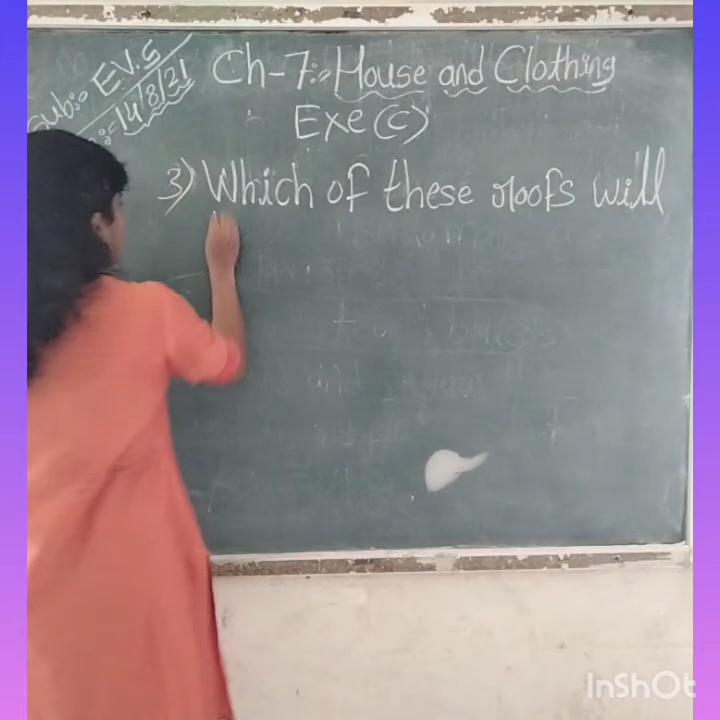 Sub:- E.V.S
:-14/8/21
Ch-7:- House and Clothing
Exe (c)
3) Which of these roofs will
InShOt